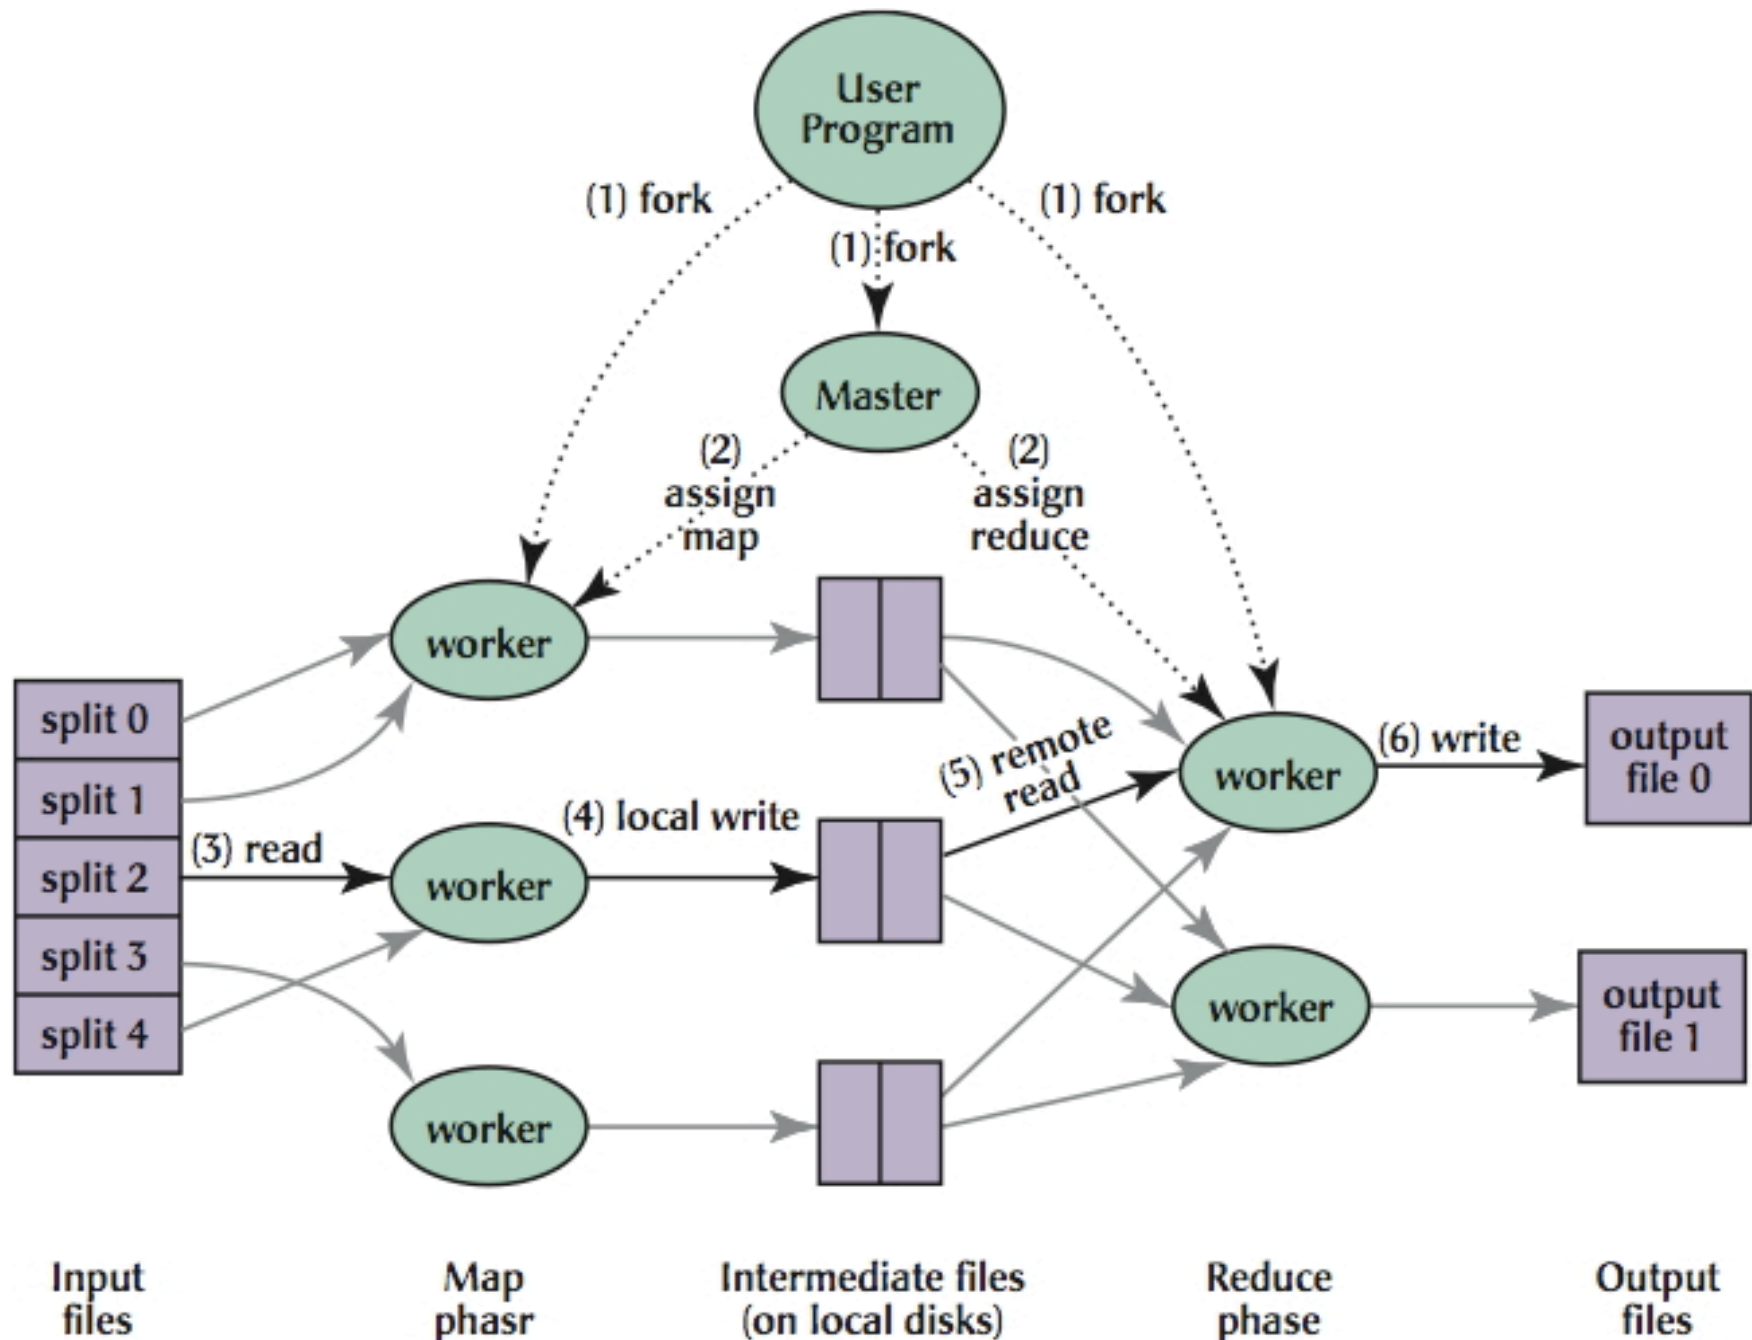 User
Program
(1) fork
(1) fork
(1) fork
Master
(2)
assign
map
(2)
assign
reduce
worker
split 0
split 1
split 2
split 3
split 4
(3) read
worker
(4) local write
(5) remote
read
worker
(6) write
output
file 0
worker
output
file 1
worker
Input
files
Map
phasr
Intermediate files
(on local disks)
Reduce
phase
Output
files